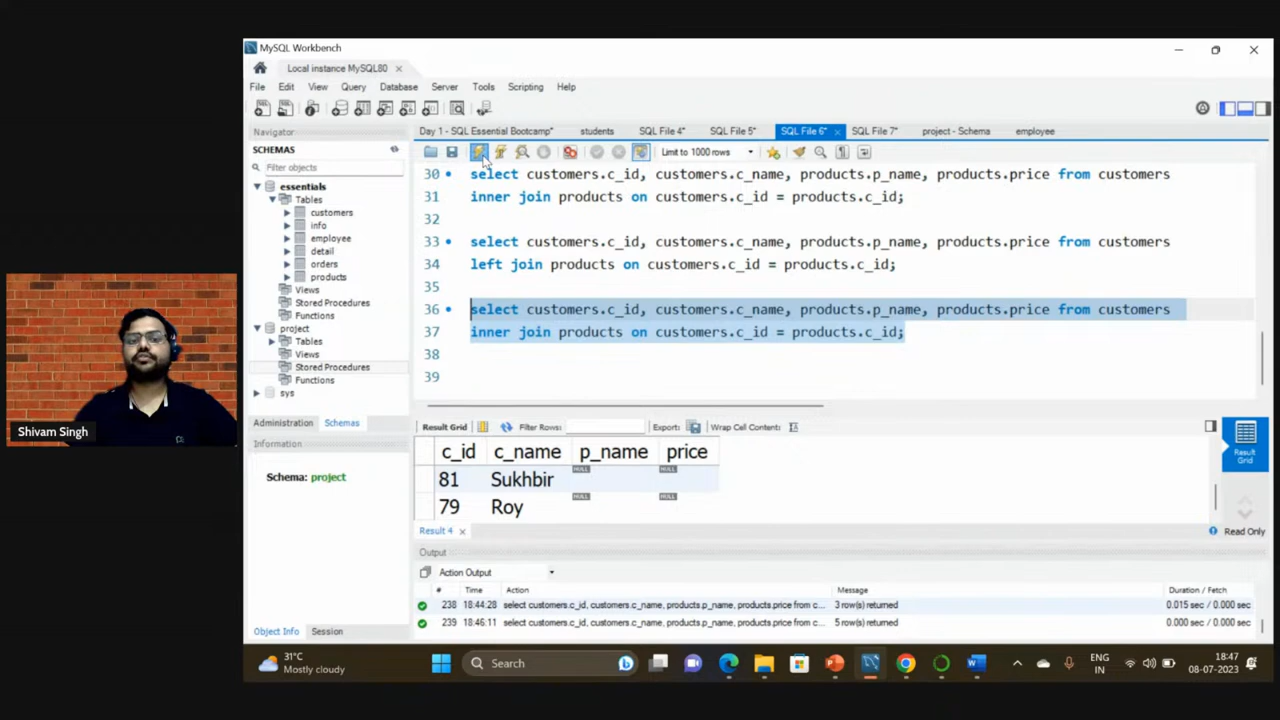 MySQL Workbench
Local instance MySQL80
File Edit View Query Database Server Tools Scripting Help
Navigator
SCHEMAS
Filter objects
essentials
Tables
customers
info
employee
detail
orders
products
Views
Stored Procedures
Functions
project
Tables
Views
Stored Procedures
Functions
sys
Administration Schemas
Information
Schema: project
Object Info Session
Day 1 - SQL Essential Bootcamp* students SQL File 4* SQL File 5* SQL File 6* SQL File 7* project - Schema employee
Limit to 1000 rows
30 select customers.c_id, customers.c_name, products.p_name, products.price from customers
31 inner join products on customers.c_id = products.c_id;
32
33 select customers.c_id, customers.c_name, products.p_name, products.price from customers
34 left join products on customers.c_id = products.c_id;
35
36 select customers.c_id, customers.c_name, products.p_name, products.price from customers
37 inner join products on customers.c_id = products.c_id;
38
39
Result Grid Filter Rows: Export: Wrap Cell Content:
c_id c_name p_name price
81 Sukhbir NULL NULL
79 Roy NULL NULL
Result Grid
Result 4
Read Only
Output
Action Output
# Time Action Message Duration / Fetch
238 18:44:28 select customers.c_id, customers.c_name, products.p_name, products.price from c... 3 row(s) returned 0.015 sec / 0.000 sec
239 18:46:11 select customers.c_id, customers.c_name, products.p_name, products.price from c... 5 row(s) returned 0.000 sec / 0.000 sec
Shivam Singh
31°C
Mostly cloudy
Search
ENG
IN
18:47
08-07-2023